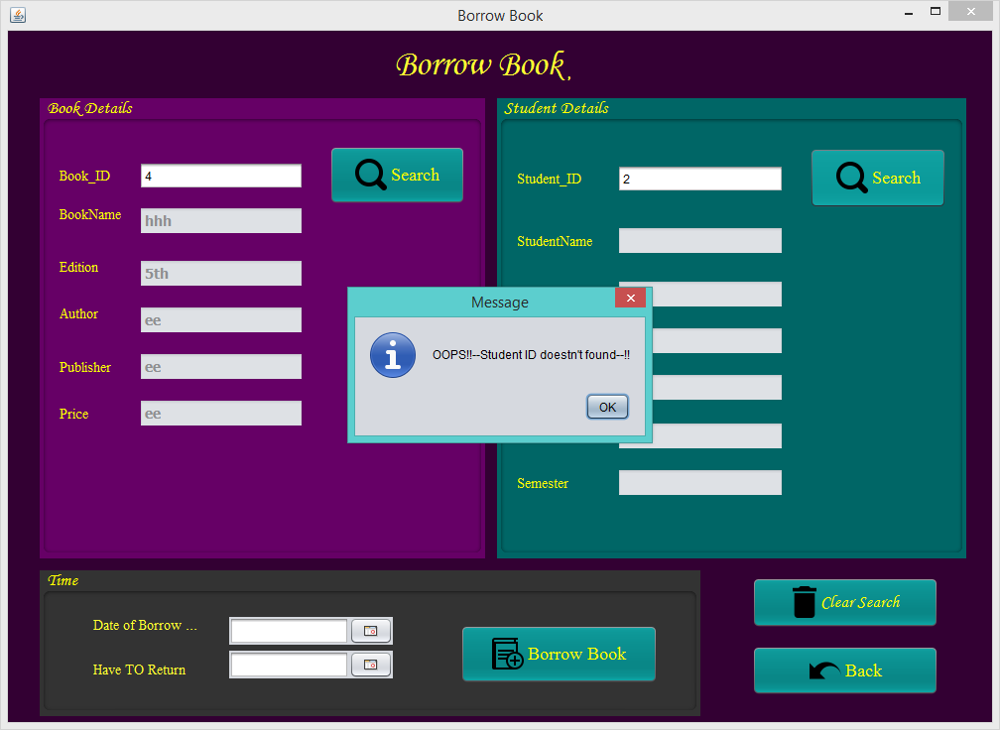 Borrow Book
Borrow Book.
Book Details
Book_ID
4
Search
BookName
hhh
Edition
5th
Author
ee
Publisher
ee
Price
ee
Student Details
Student_ID
2
Search
StudentName
Semester
Message
OOPS!!--Student ID doestn't found--!!
OK
Time
Date of Borrow ...
Have TO Return
Borrow Book
Clear Search
Back